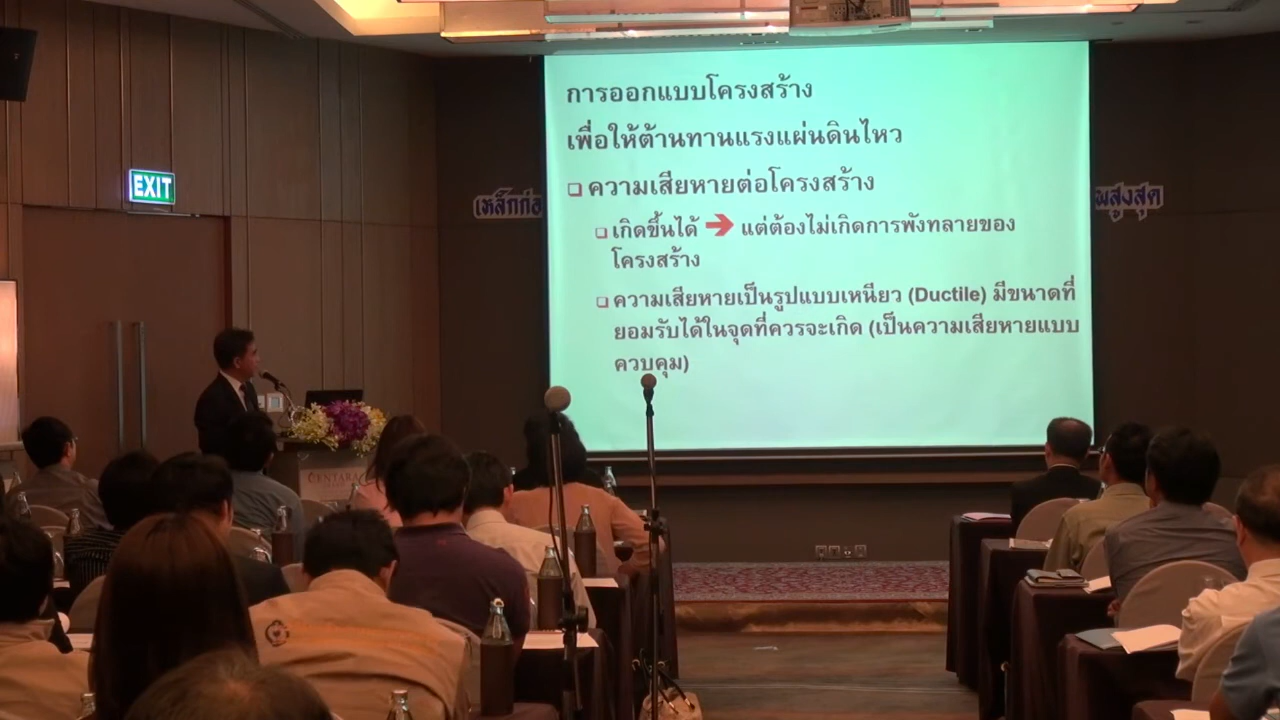 การออกแบบโครงสร้าง
เพื่อให้ต้านทานแรงแผ่นดินไหว
ความเสียหายต่อโครงสร้าง
เกิดขึ้นได้ ➔ แต่ต้องไม่เกิดการพังทลายของ
โครงสร้าง
ความเสียหายเป็นรูปแบบเหนียว (Ductile) มีขนาดที่
ยอมรับได้ในจุดที่ควรจะเกิด (เป็นความเสียหายแบบ
ควบคุม)
EXIT
เหล็กก่อ
สูงสุด
CENTARA